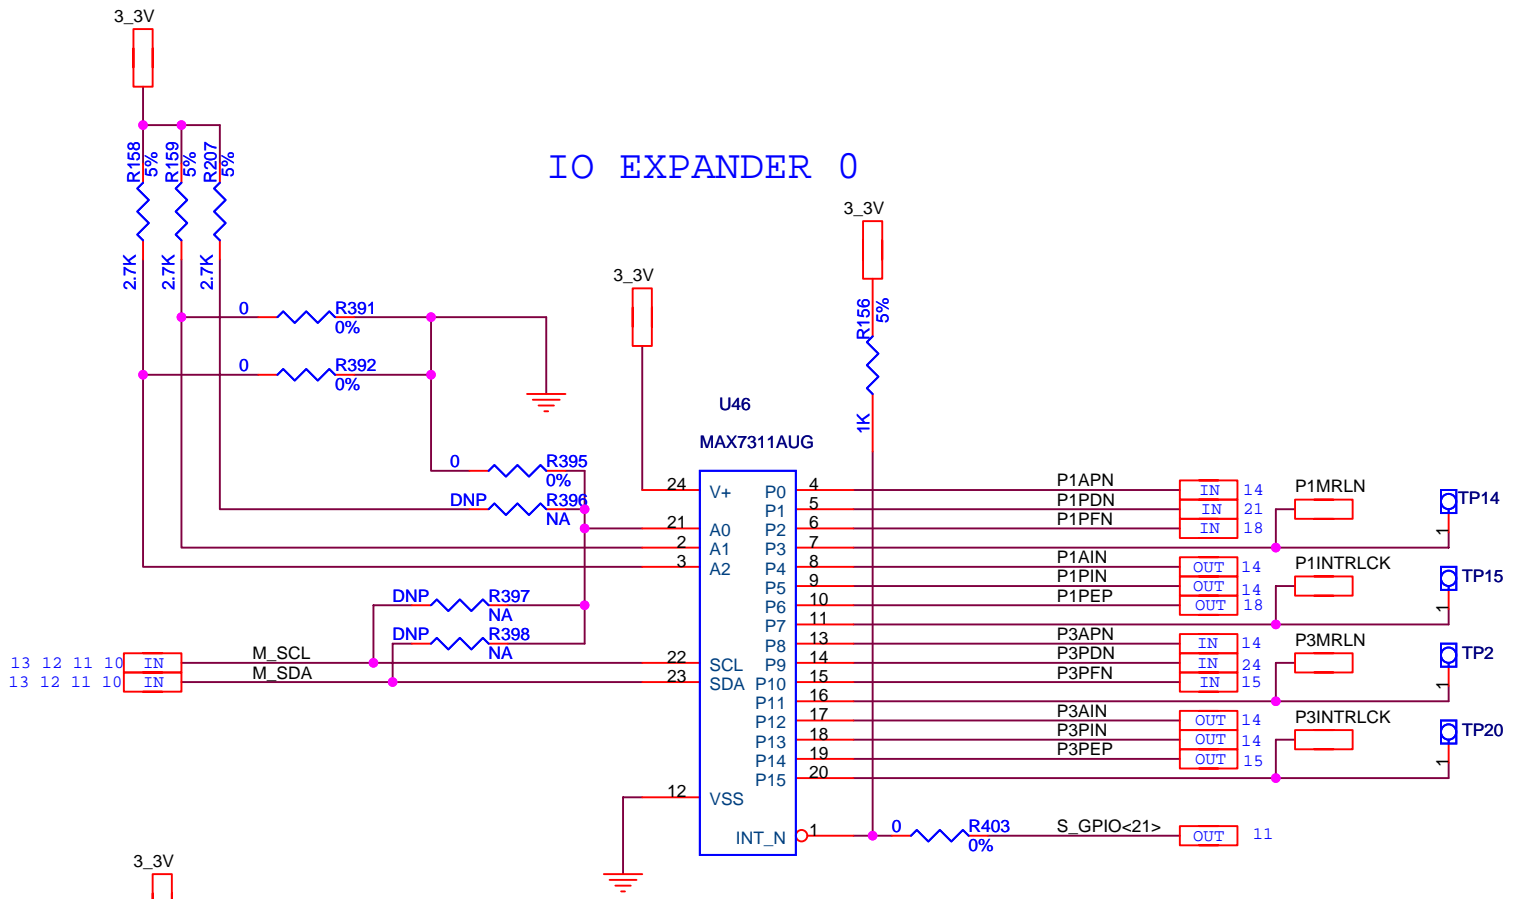 3_3V
R158 5% 2.7K
R159 5% 2.7K
R207 5% 2.7K
IO EXPANDER 0
3_3V
R156 5% 1K
3_3V
0 R391
0%
0 R392
0%
U46
MAX7311AUG
0 R395
0%
DNP R396
NA
24 V+
21 A0
2 A1
3 A2
DNP R397
NA
DNP R398
NA
13 12 11 10 IN M_SCL 22 SCL
13 12 11 10 IN M_SDA 23 SDA
12 VSS
P0 4 P1APN IN 14
P1 5 P1PDN IN 21
P2 6 P1PFN IN 18
P3 7 P1MRLN 1 TP14
P4 8 P1AIN OUT 14
P5 9 P1PIN OUT 14
P6 10 P1PEP OUT 18
P7 11 P1INTRLCK 1 TP15
P8 13 P3APN IN 14
P9 14 P3PDN IN 24
P10 15 P3PFN IN 15
P11 16 P3MRLN 1 TP2
P12 17 P3AIN OUT 14
P13 18 P3PIN OUT 14
P14 19 P3PEP OUT 15
P15 20 P3INTRLCK 1 TP20
INT_N 1 0 R403 S_GPIO<21> OUT 11
0%
3_3V